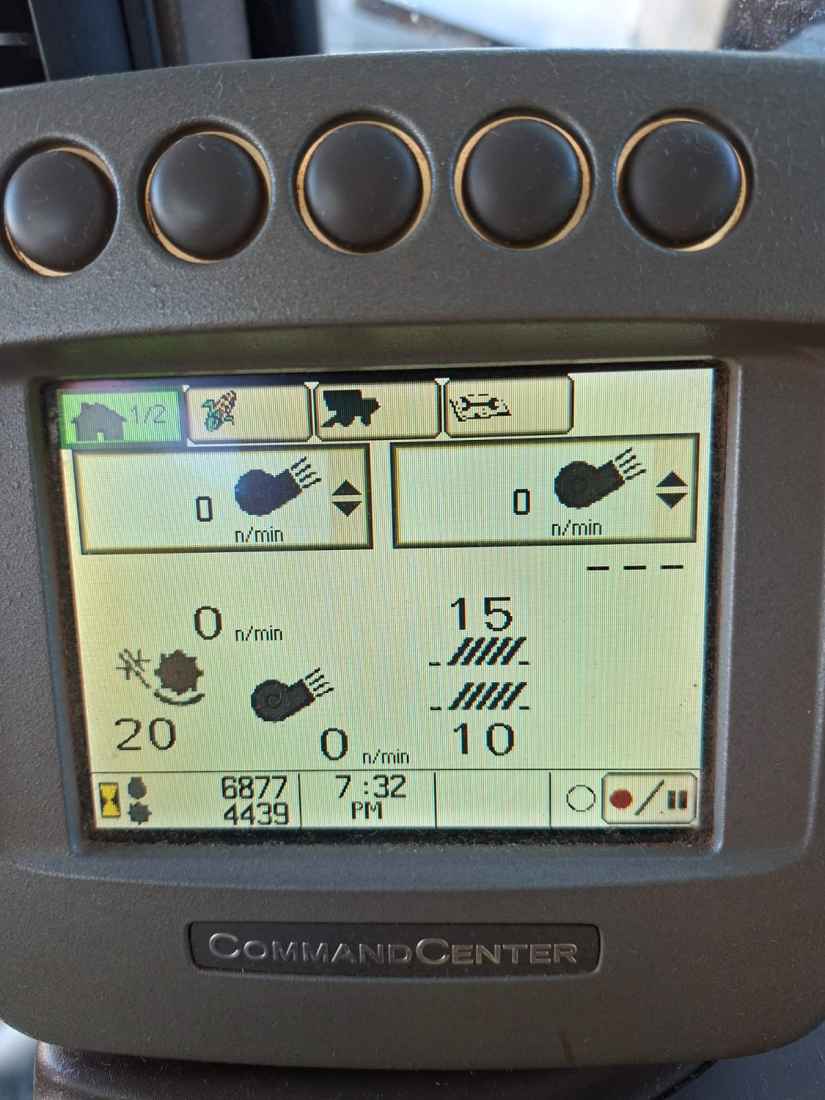 1/2
0
n/min
0
n/min
---
0 n/min
15
20
0 n/min
10
6877
4439
7:32
PM
COMMANDCENTER